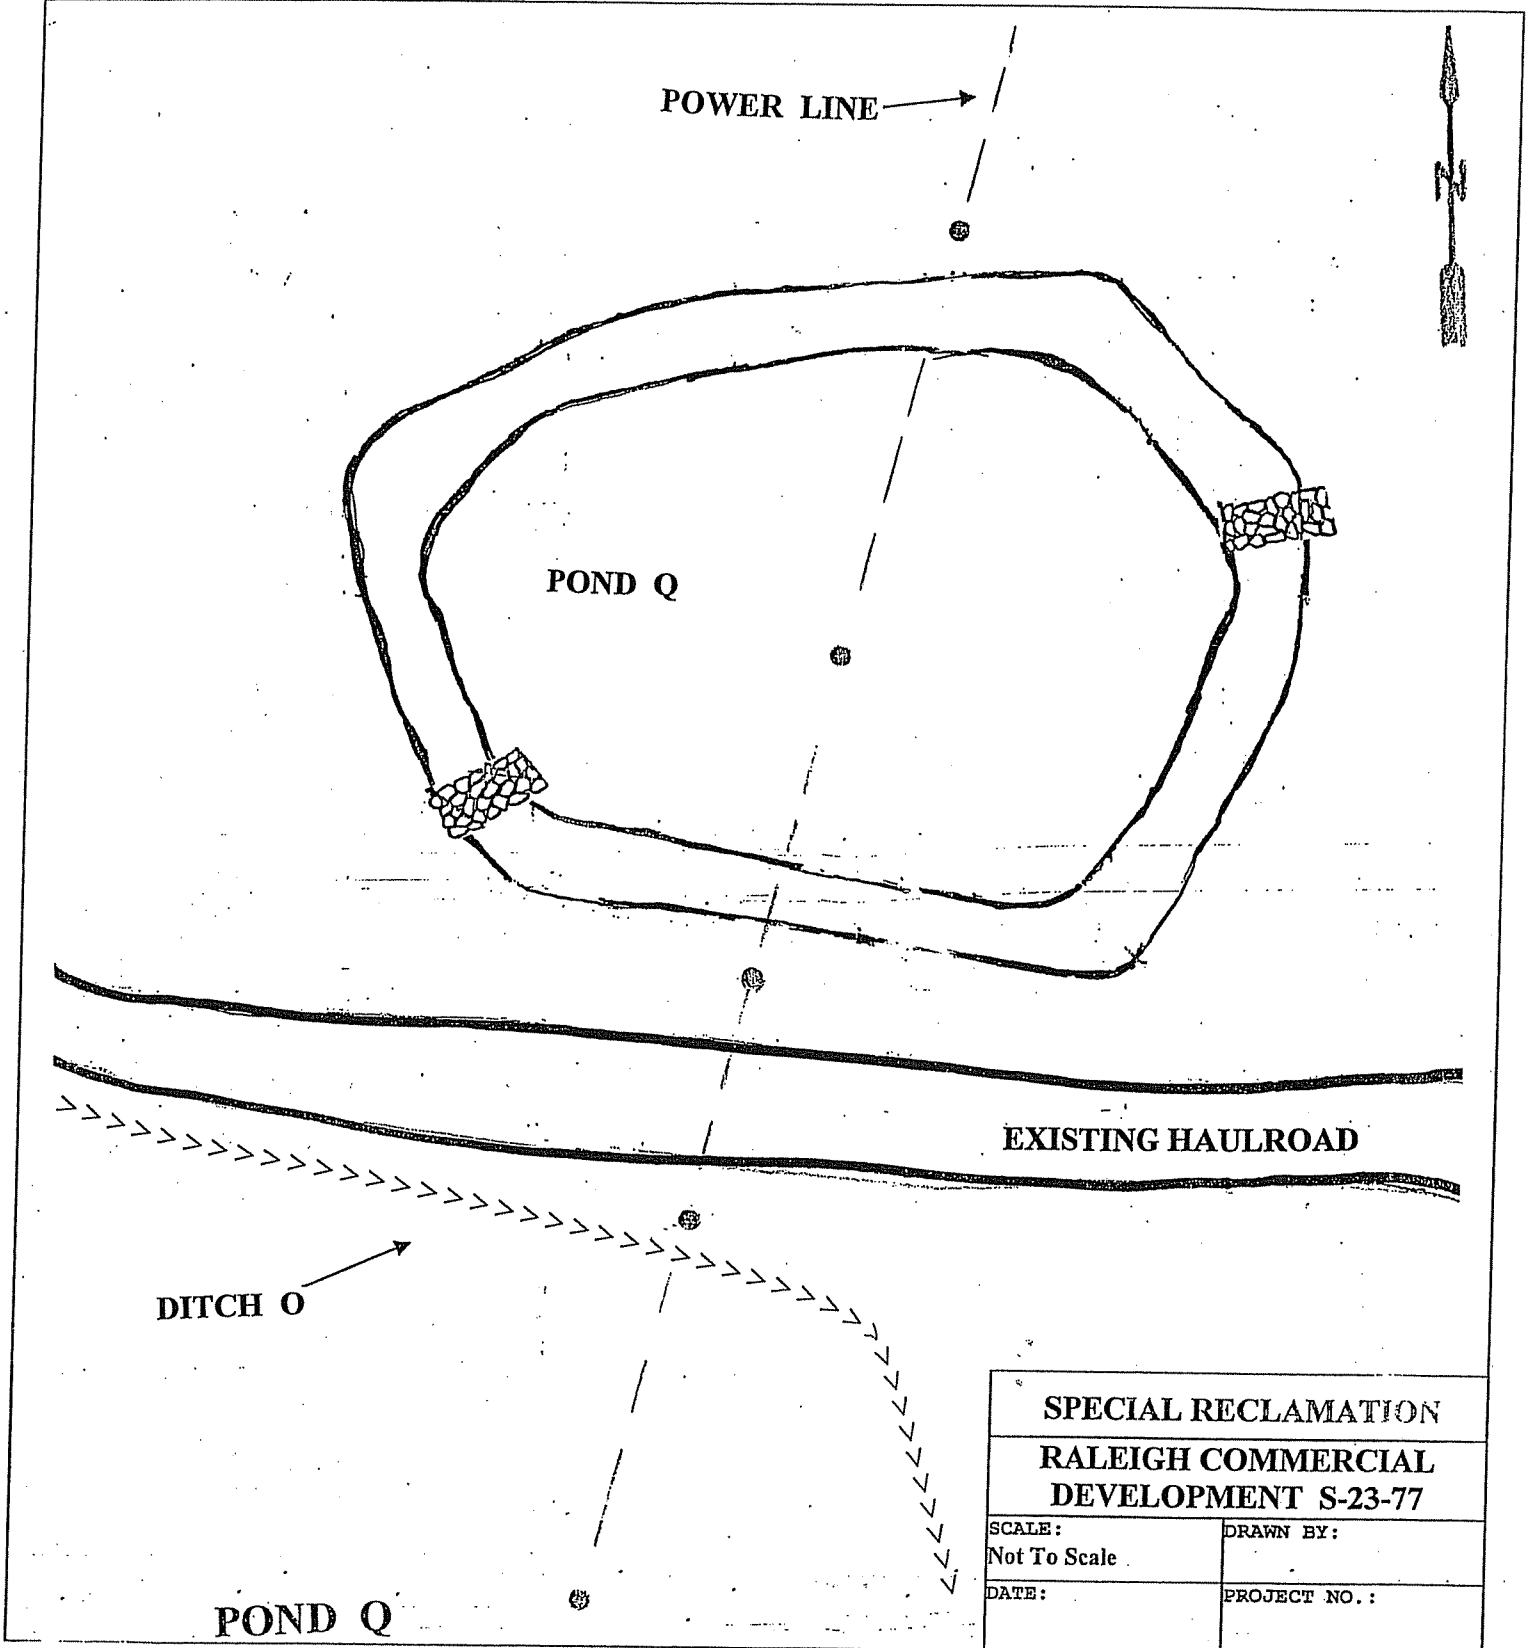 POWER LINE
N
POND Q
EXISTING HAULROAD
DITCH O
SPECIAL RECLAMATION
RALEIGH COMMERCIAL
DEVELOPMENT S-23-77
SCALE:
Not To Scale
DRAWN BY:
DATE:
PROJECT NO.:
POND Q